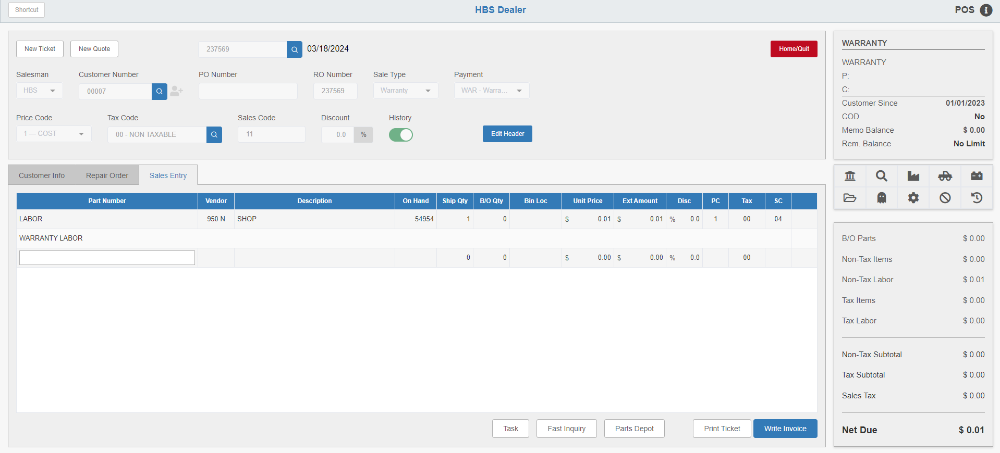 Shortcut
HBS Dealer
POS
New Ticket
New Quote
237569
03/18/2024
Home/Quit
Salesman
Customer Number
PO Number
RO Number
Sale Type
Payment
HBS
00007
237569
Warranty
WAR - Warra...
Price Code
Tax Code
Sales Code
Discount
History
1 — COST
00 - NON TAXABLE
11
0.0 %
Edit Header
WARRANTY
WARRANTY
P:
C:
Customer Since 01/01/2023
COD No
Memo Balance $ 0.00
Rem. Balance No Limit
Customer Info
Repair Order
Sales Entry
Part Number Vendor Description On Hand Ship Qty B/O Qty Bin Loc Unit Price Ext Amount Disc PC Tax SC
LABOR 950 N SHOP 54954 1 0 $ 0.01 $ 0.01 % 0.0 1 00 04
WARRANTY LABOR
0 0 $ 0.00 $ 0.00 % 0.0 00
Task
Fast Inquiry
Parts Depot
Print Ticket
Write Invoice
B/O Parts $ 0.00
Non-Tax Items $ 0.00
Non-Tax Labor $ 0.01
Tax Items $ 0.00
Tax Labor $ 0.00
Non-Tax Subtotal $ 0.00
Tax Subtotal $ 0.00
Sales Tax $ 0.00
Net Due $ 0.01